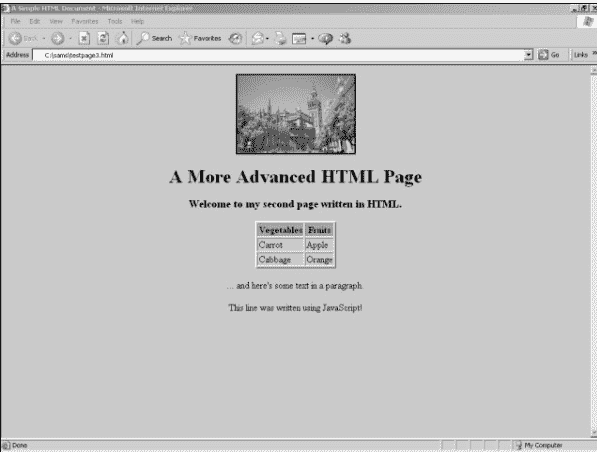 A Simple HTML Document - Microsoft Internet Explorer
File Edit View Favorites Tools Help
Back Search Favorites
Address C:\sams\testpage3.html Go Links »
A More Advanced HTML Page
Welcome to my second page written in HTML.
Vegetables Fruits
Carrot Apple
Cabbage Orange
... and here's some text in a paragraph.
This line was written using JavaScript!
Done My Computer